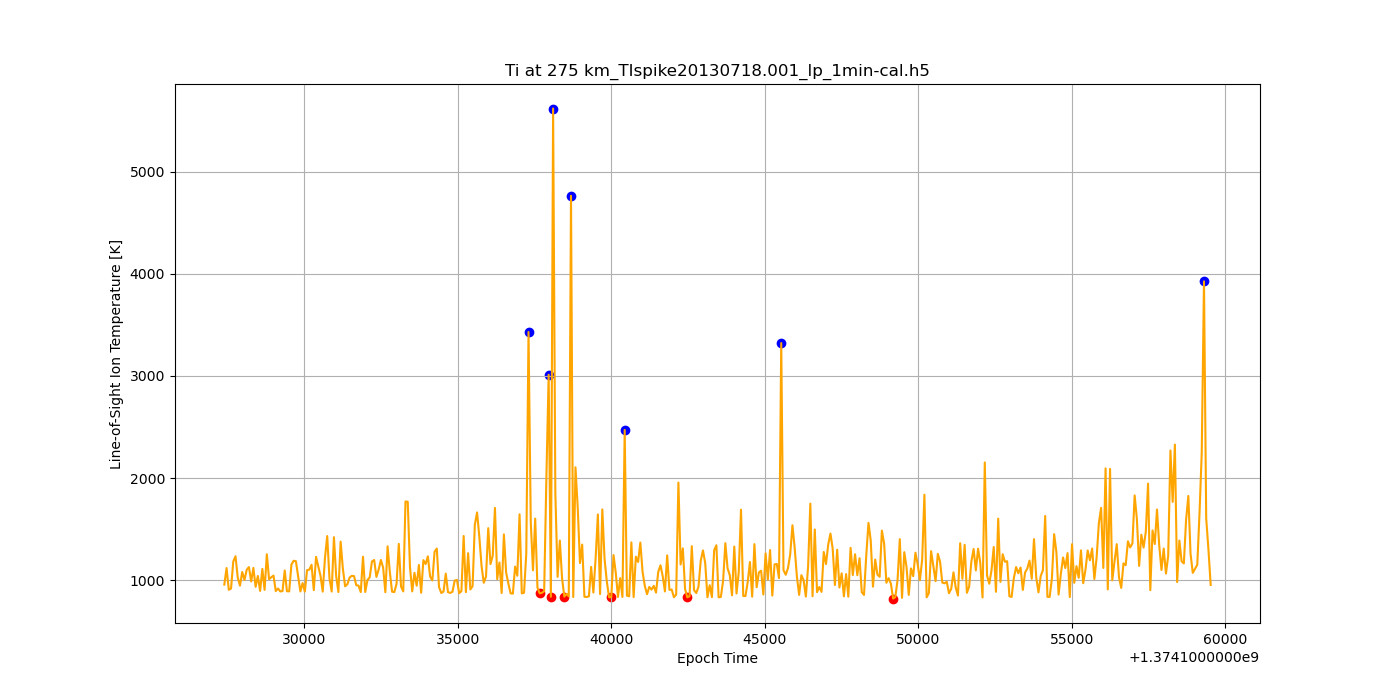 Ti at 275 km_TIspike20130718.001_lp_1min-cal.h5
Line-of-Sight Ion Temperature [K]
5000
4000
3000
2000
1000
30000 35000 40000 45000 50000 55000 60000
Epoch Time
+1.3741000000e9